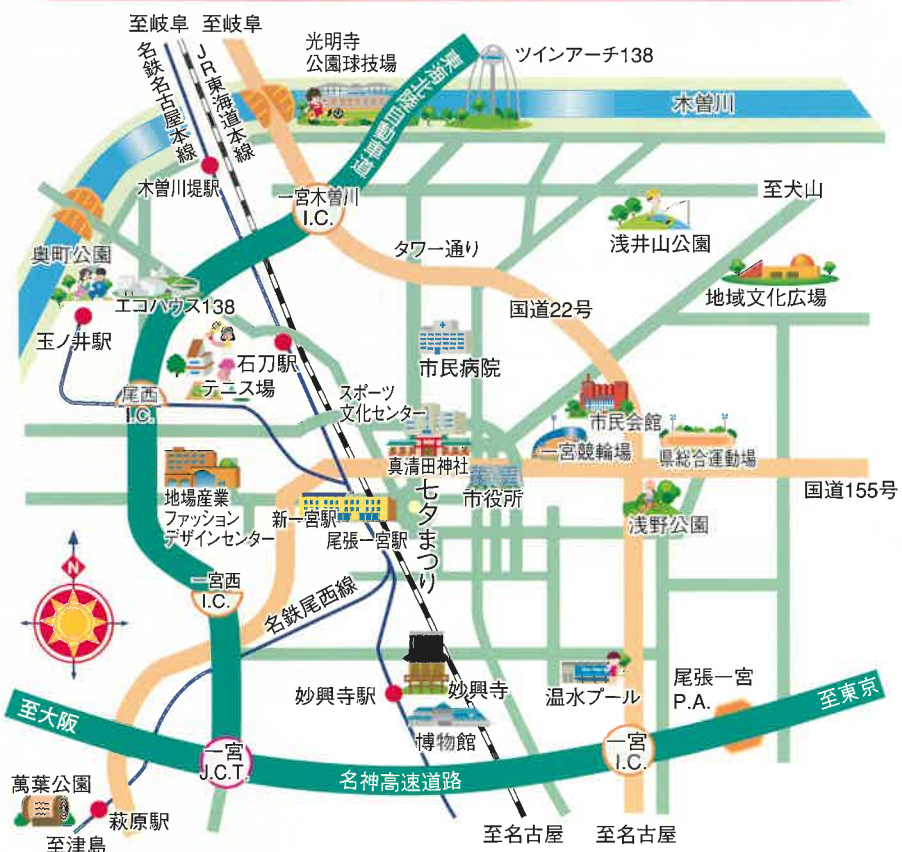 至岐阜
至岐阜
名鉄名古屋本線
JR東海道本線
光明寺
公園球技場
東海北陸自動車道
ツインアーチ138
木曽川
木曽川堤駅
一宮木曽川
I.C.
至犬山
浅井山公園
タワー通り
奥町公園
エコハウス138
地域文化広場
国道22号
玉ノ井駅
石刀駅
テニス場
市民病院
尾西
I.C.
スポーツ
文化センター
市民会館
一宮競輪場
県総合運動場
真清田神社
市役所
国道155号
地場産業
ファッション
デザインセンター
新一宮駅
尾張一宮駅
七夕まつり
浅野公園
N
一宮西
I.C.
名鉄尾西線
妙興寺駅
妙興寺
温水プール
尾張一宮
P.A.
至東京
至大阪
博物館
一宮
J.C.T.
一宮
I.C.
名神高速道路
萬葉公園
萩原駅
至津島
至名古屋
至名古屋